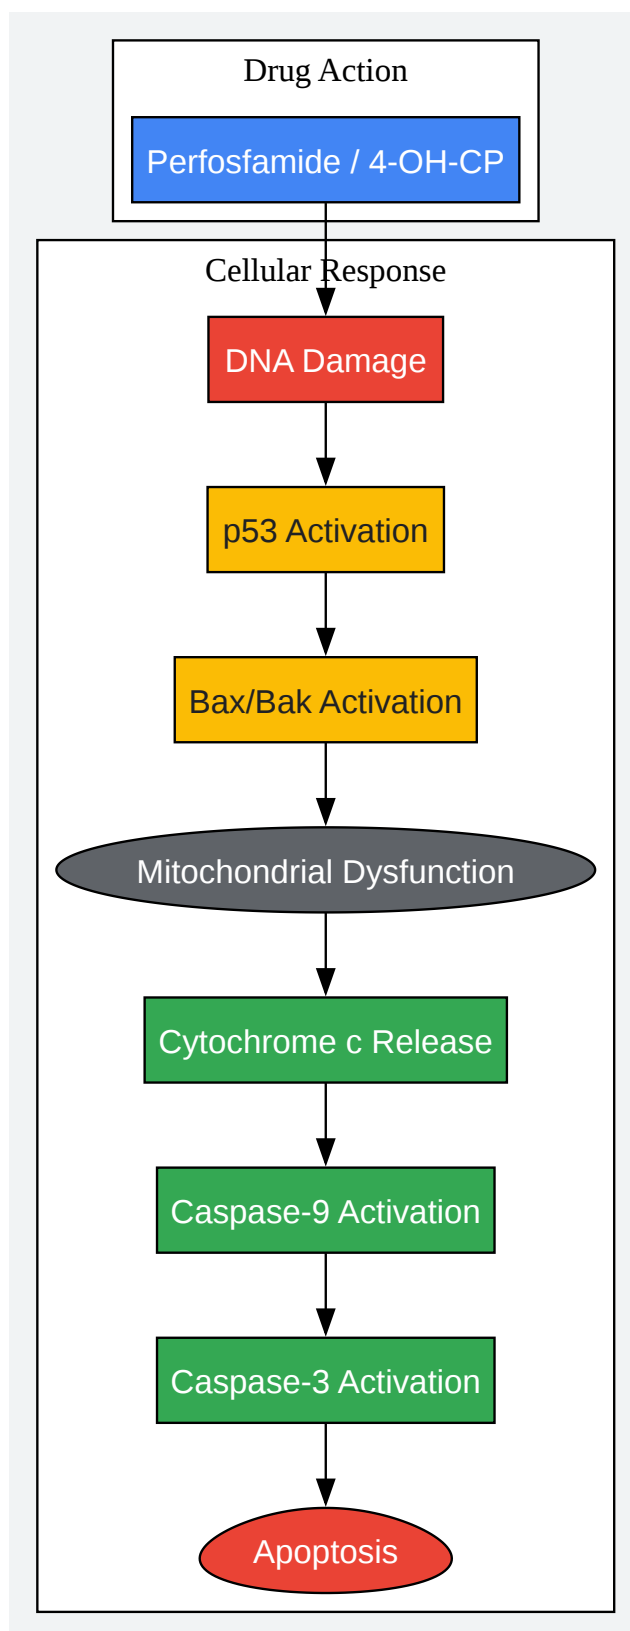 Drug Action
Perfosfamide / 4-OH-CP
Cellular Response
DNA Damage
p53 Activation
Bax/Bak Activation
Mitochondrial Dysfunction
Cytochrome c Release
Caspase-9 Activation
Caspase-3 Activation
Apoptosis